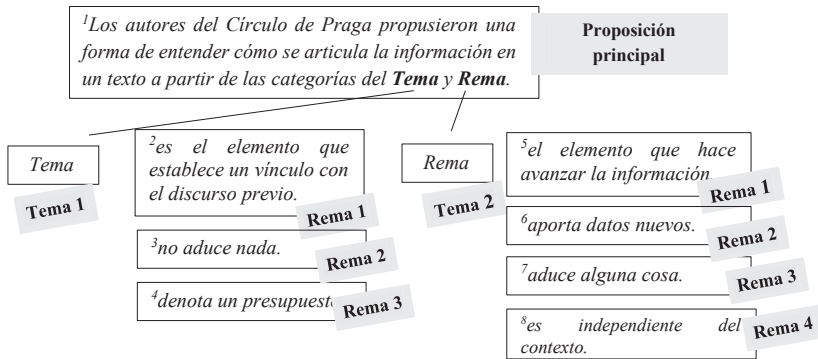 ¹Los autores del Círculo de Praga propusieron una
forma de entender cómo se articula la información en
un texto a partir de las categorías del Tema y Rema.
Proposición
principal
Tema
Tema 1
²es el elemento que
establece un vínculo con
el discurso previo.
Rema 1
³no aduce nada.
Rema 2
⁴denota un presupuesto.
Rema 3
Rema
Tema 2
⁵el elemento que hace
avanzar la información.
Rema 1
⁶aporta datos nuevos.
Rema 2
⁷aduce alguna cosa.
Rema 3
⁸es independiente del
contexto.
Rema 4